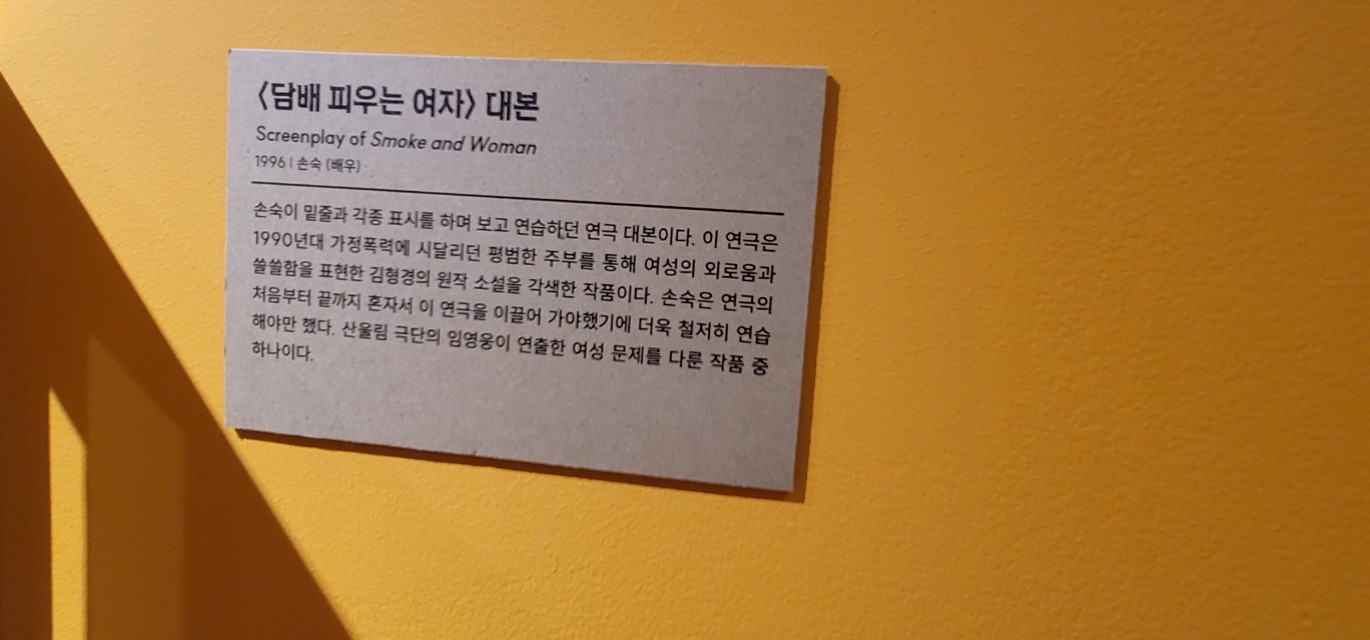 〈담배 피우는 여자〉 대본
Screenplay of Smoke and Woman
1996 | 손숙 (배우)
손숙이 밑줄과 각종 표시를 하며 보고 연습하던 연극 대본이다. 이 연극은
1990년대 가정폭력에 시달리던 평범한 주부를 통해 여성의 외로움과
쓸쓸함을 표현한 김형경의 원작 소설을 각색한 작품이다. 손숙은 연극의
처음부터 끝까지 혼자서 이 연극을 이끌어 가야했기에 더욱 철저히 연습
해야만 했다. 산울림 극단의 임영웅이 연출한 여성 문제를 다룬 작품 중
하나이다.